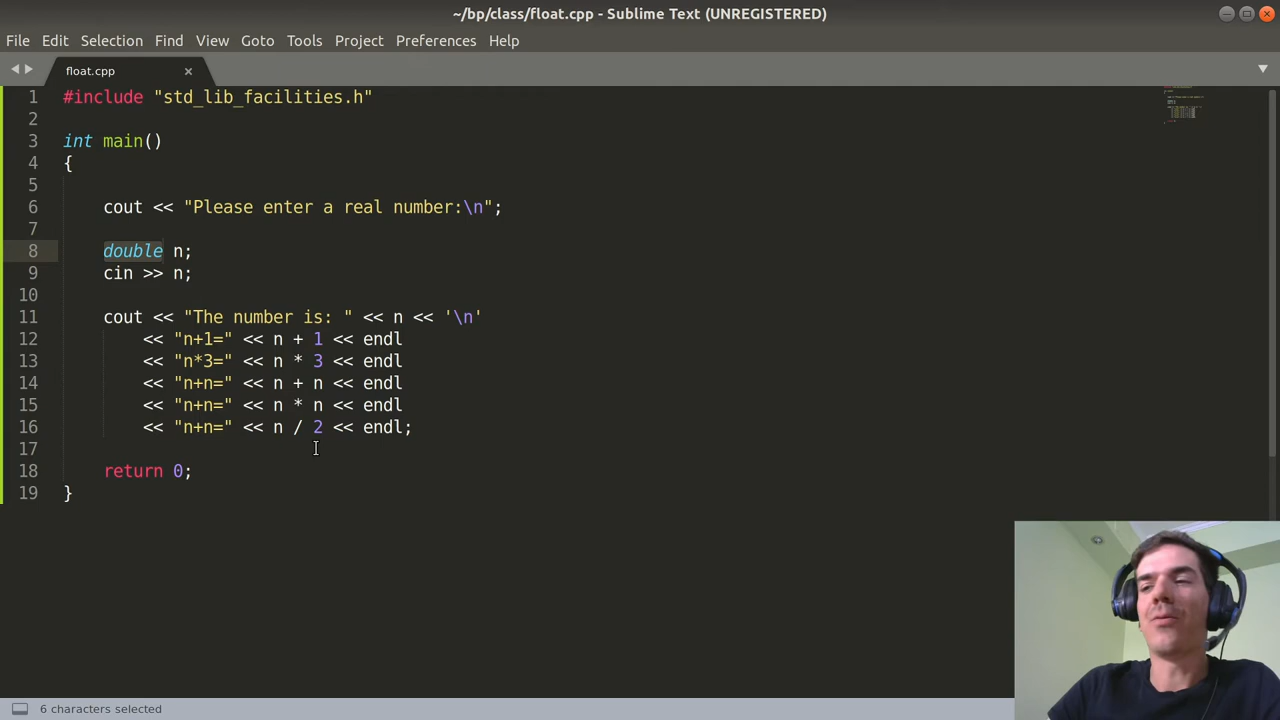 ~/bp/class/float.cpp - Sublime Text (UNREGISTERED)
File Edit Selection Find View Goto Tools Project Preferences Help
float.cpp
1 #include "std_lib_facilities.h"
2
3 int main()
4 {
5
6 cout << "Please enter a real number:\n";
7
8 double n;
9 cin >> n;
10
11 cout << "The number is: " << n << '\n'
12 << "n+1=" << n + 1 << endl
13 << "n*3=" << n * 3 << endl
14 << "n+n=" << n + n << endl
15 << "n+n=" << n * n << endl
16 << "n+n=" << n / 2 << endl;
17
18 return 0;
19 }
6 characters selected